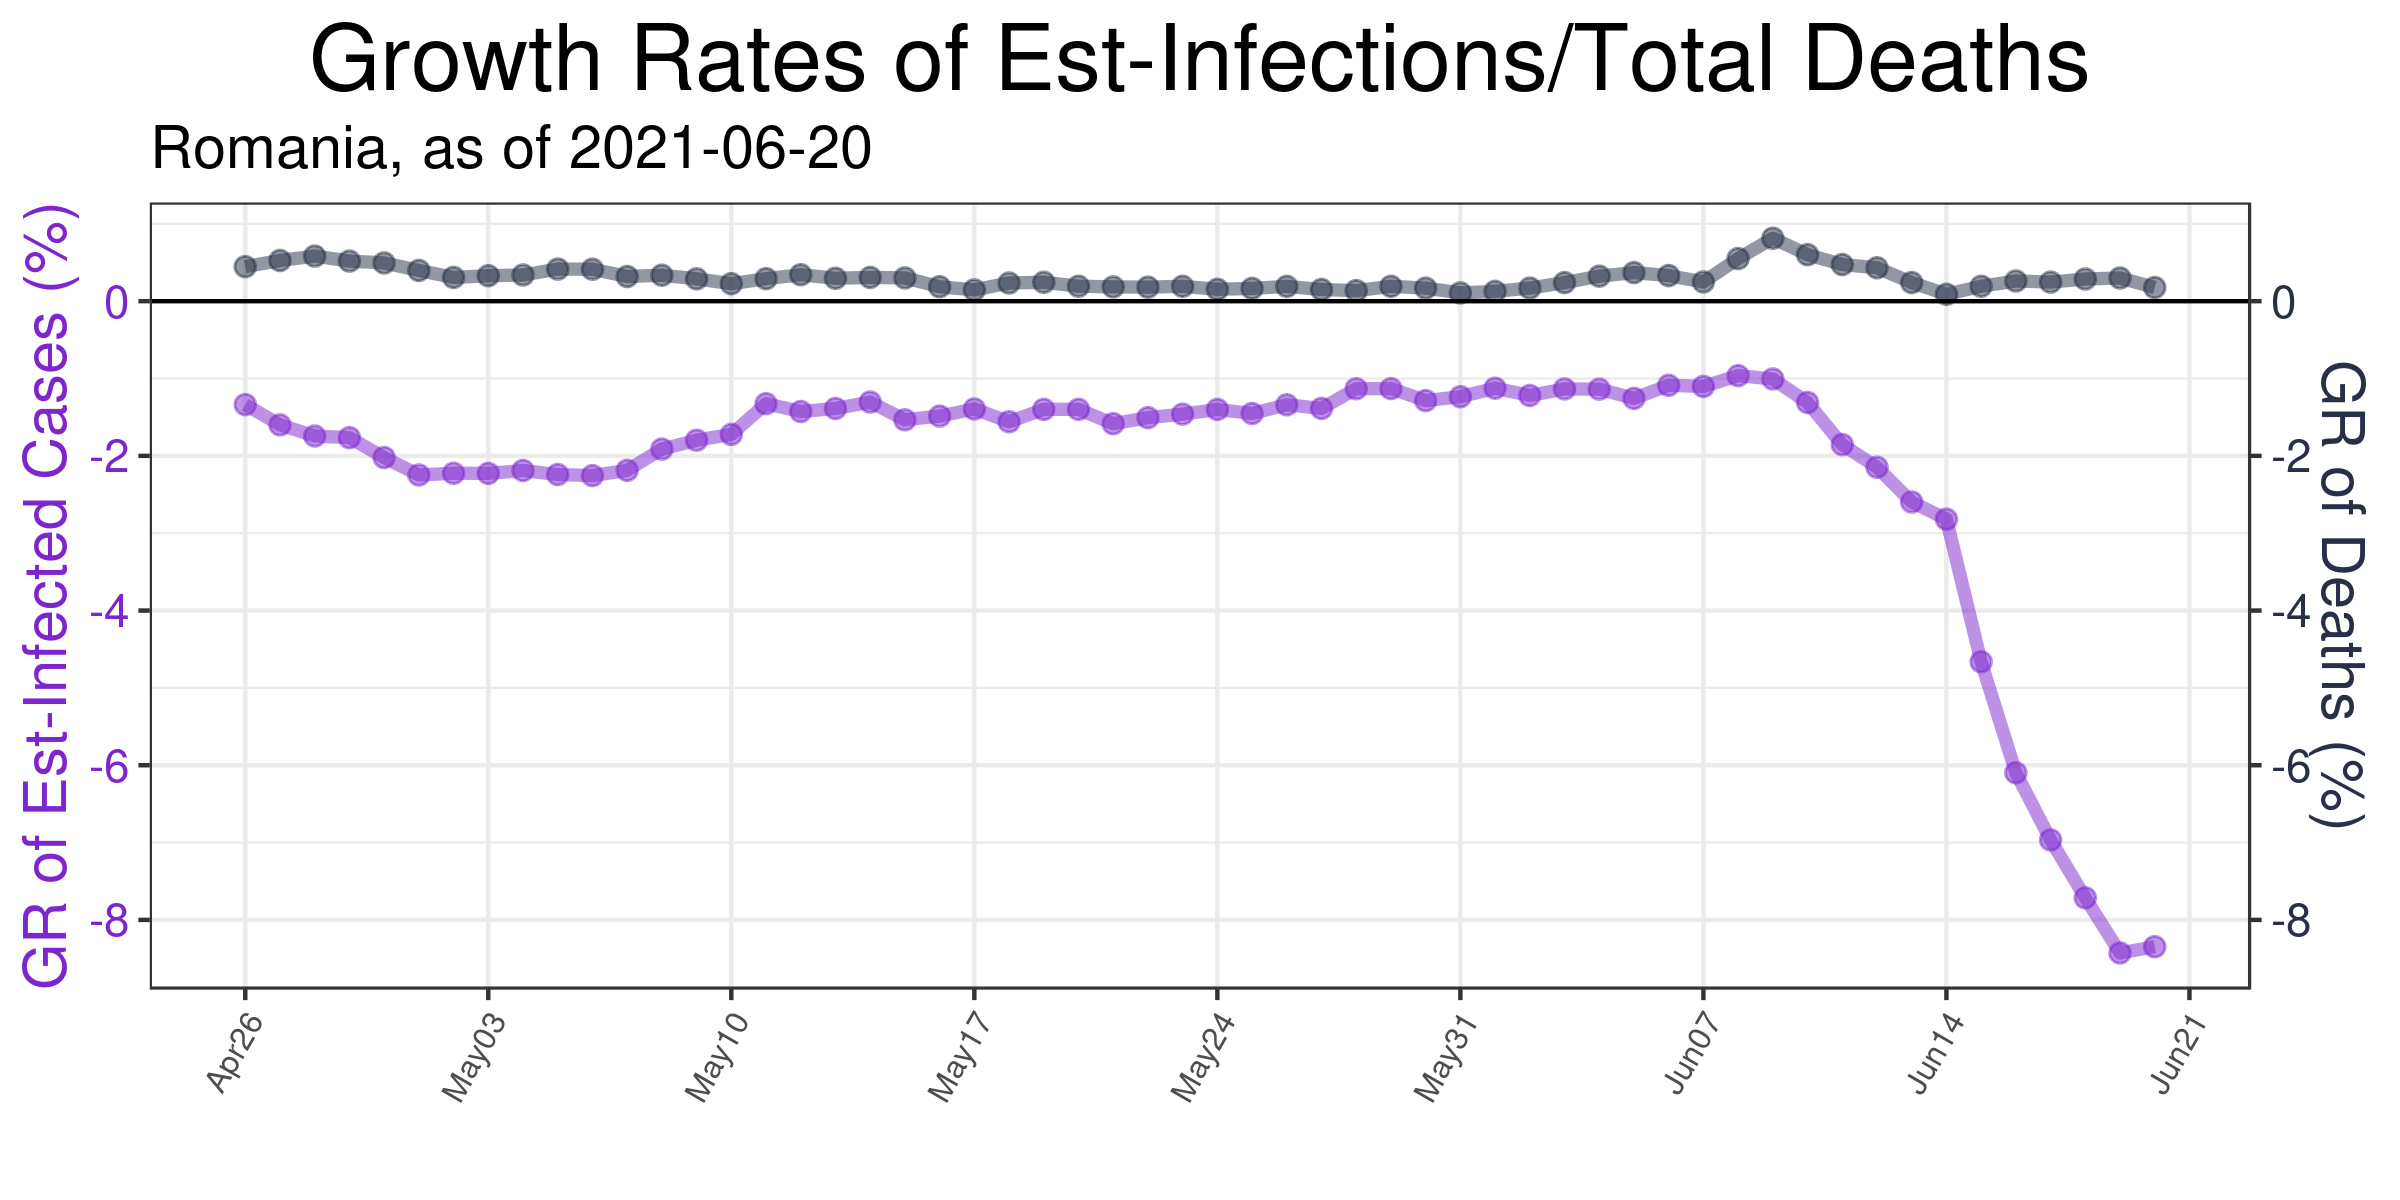 Growth Rates of Est-Infections/Total Deaths
Romania, as of 2021-06-20
GR of Est-Infected Cases (%)
0
-2
-4
-6
-8
0
-2
-4
-6
-8
GR of Deaths (%)
Apr26
May03
May10
May17
May24
May31
Jun07
Jun14
Jun21